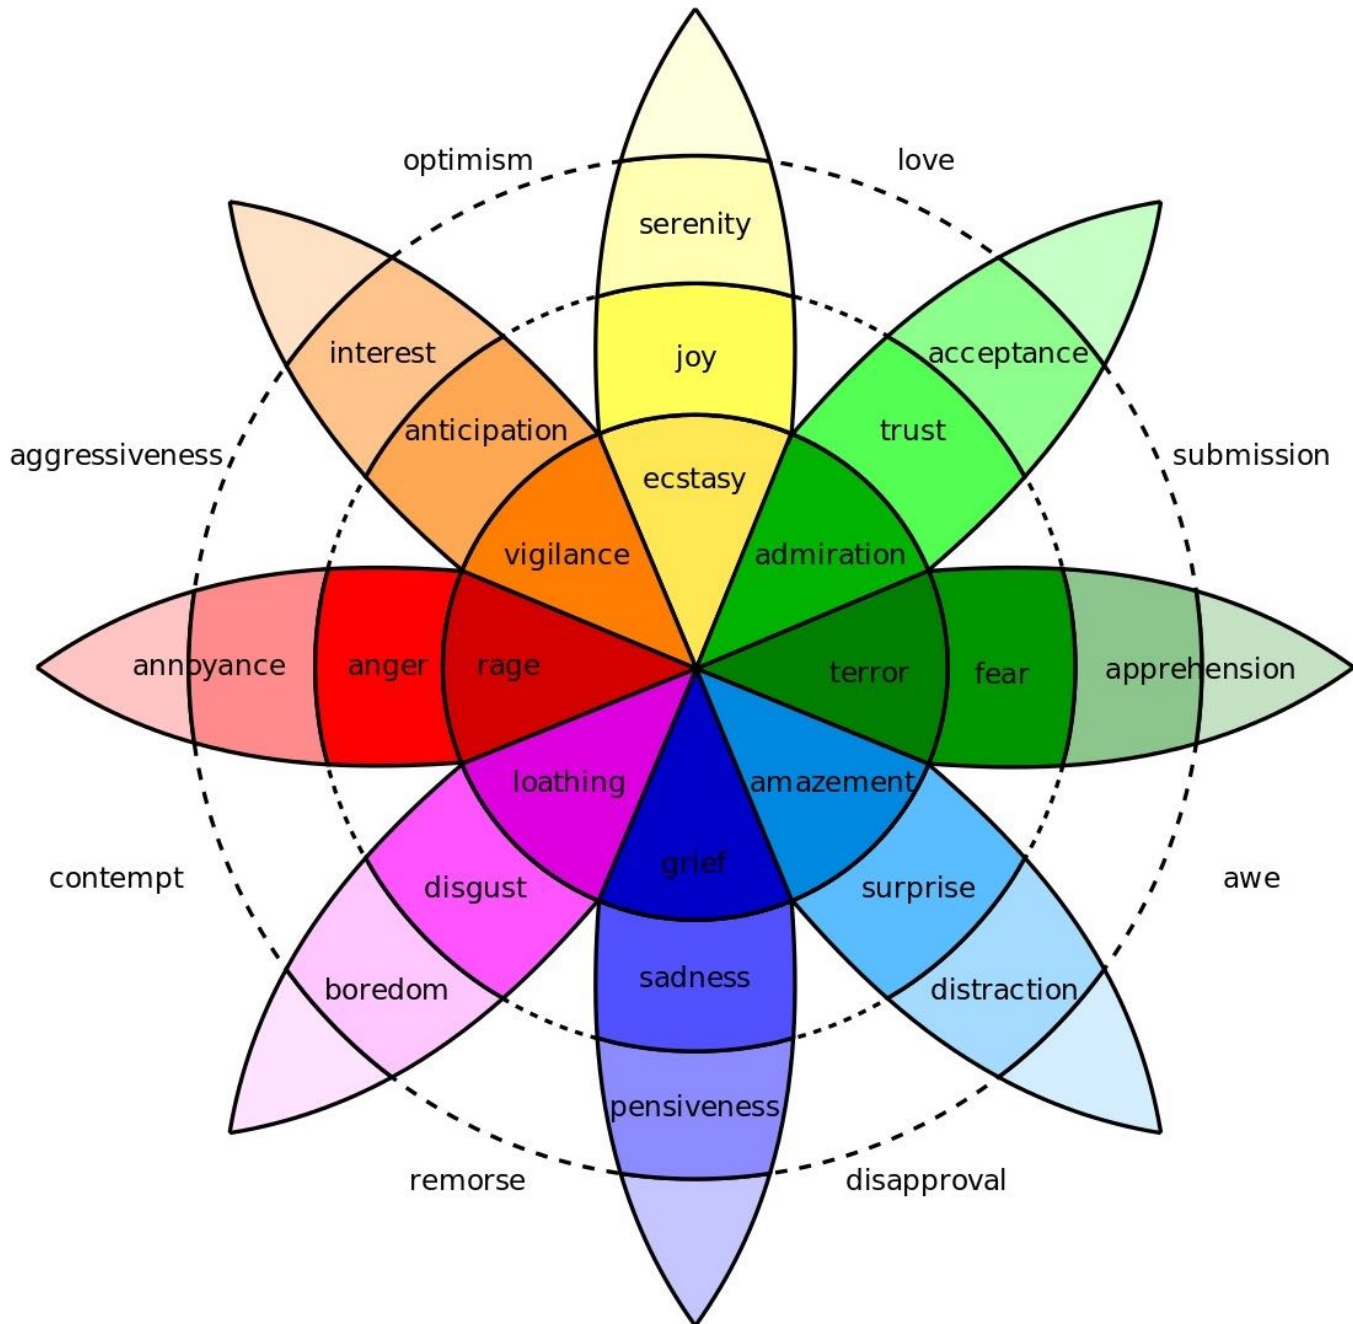 optimism
love
serenity
interest
joy
acceptance
anticipation
trust
aggressiveness
submission
ecstasy
vigilance
admiration
annoyance
anger
rage
terror
fear
apprehension
loathing
amazement
grief
contempt
disgust
surprise
awe
sadness
boredom
distraction
pensiveness
remorse
disapproval